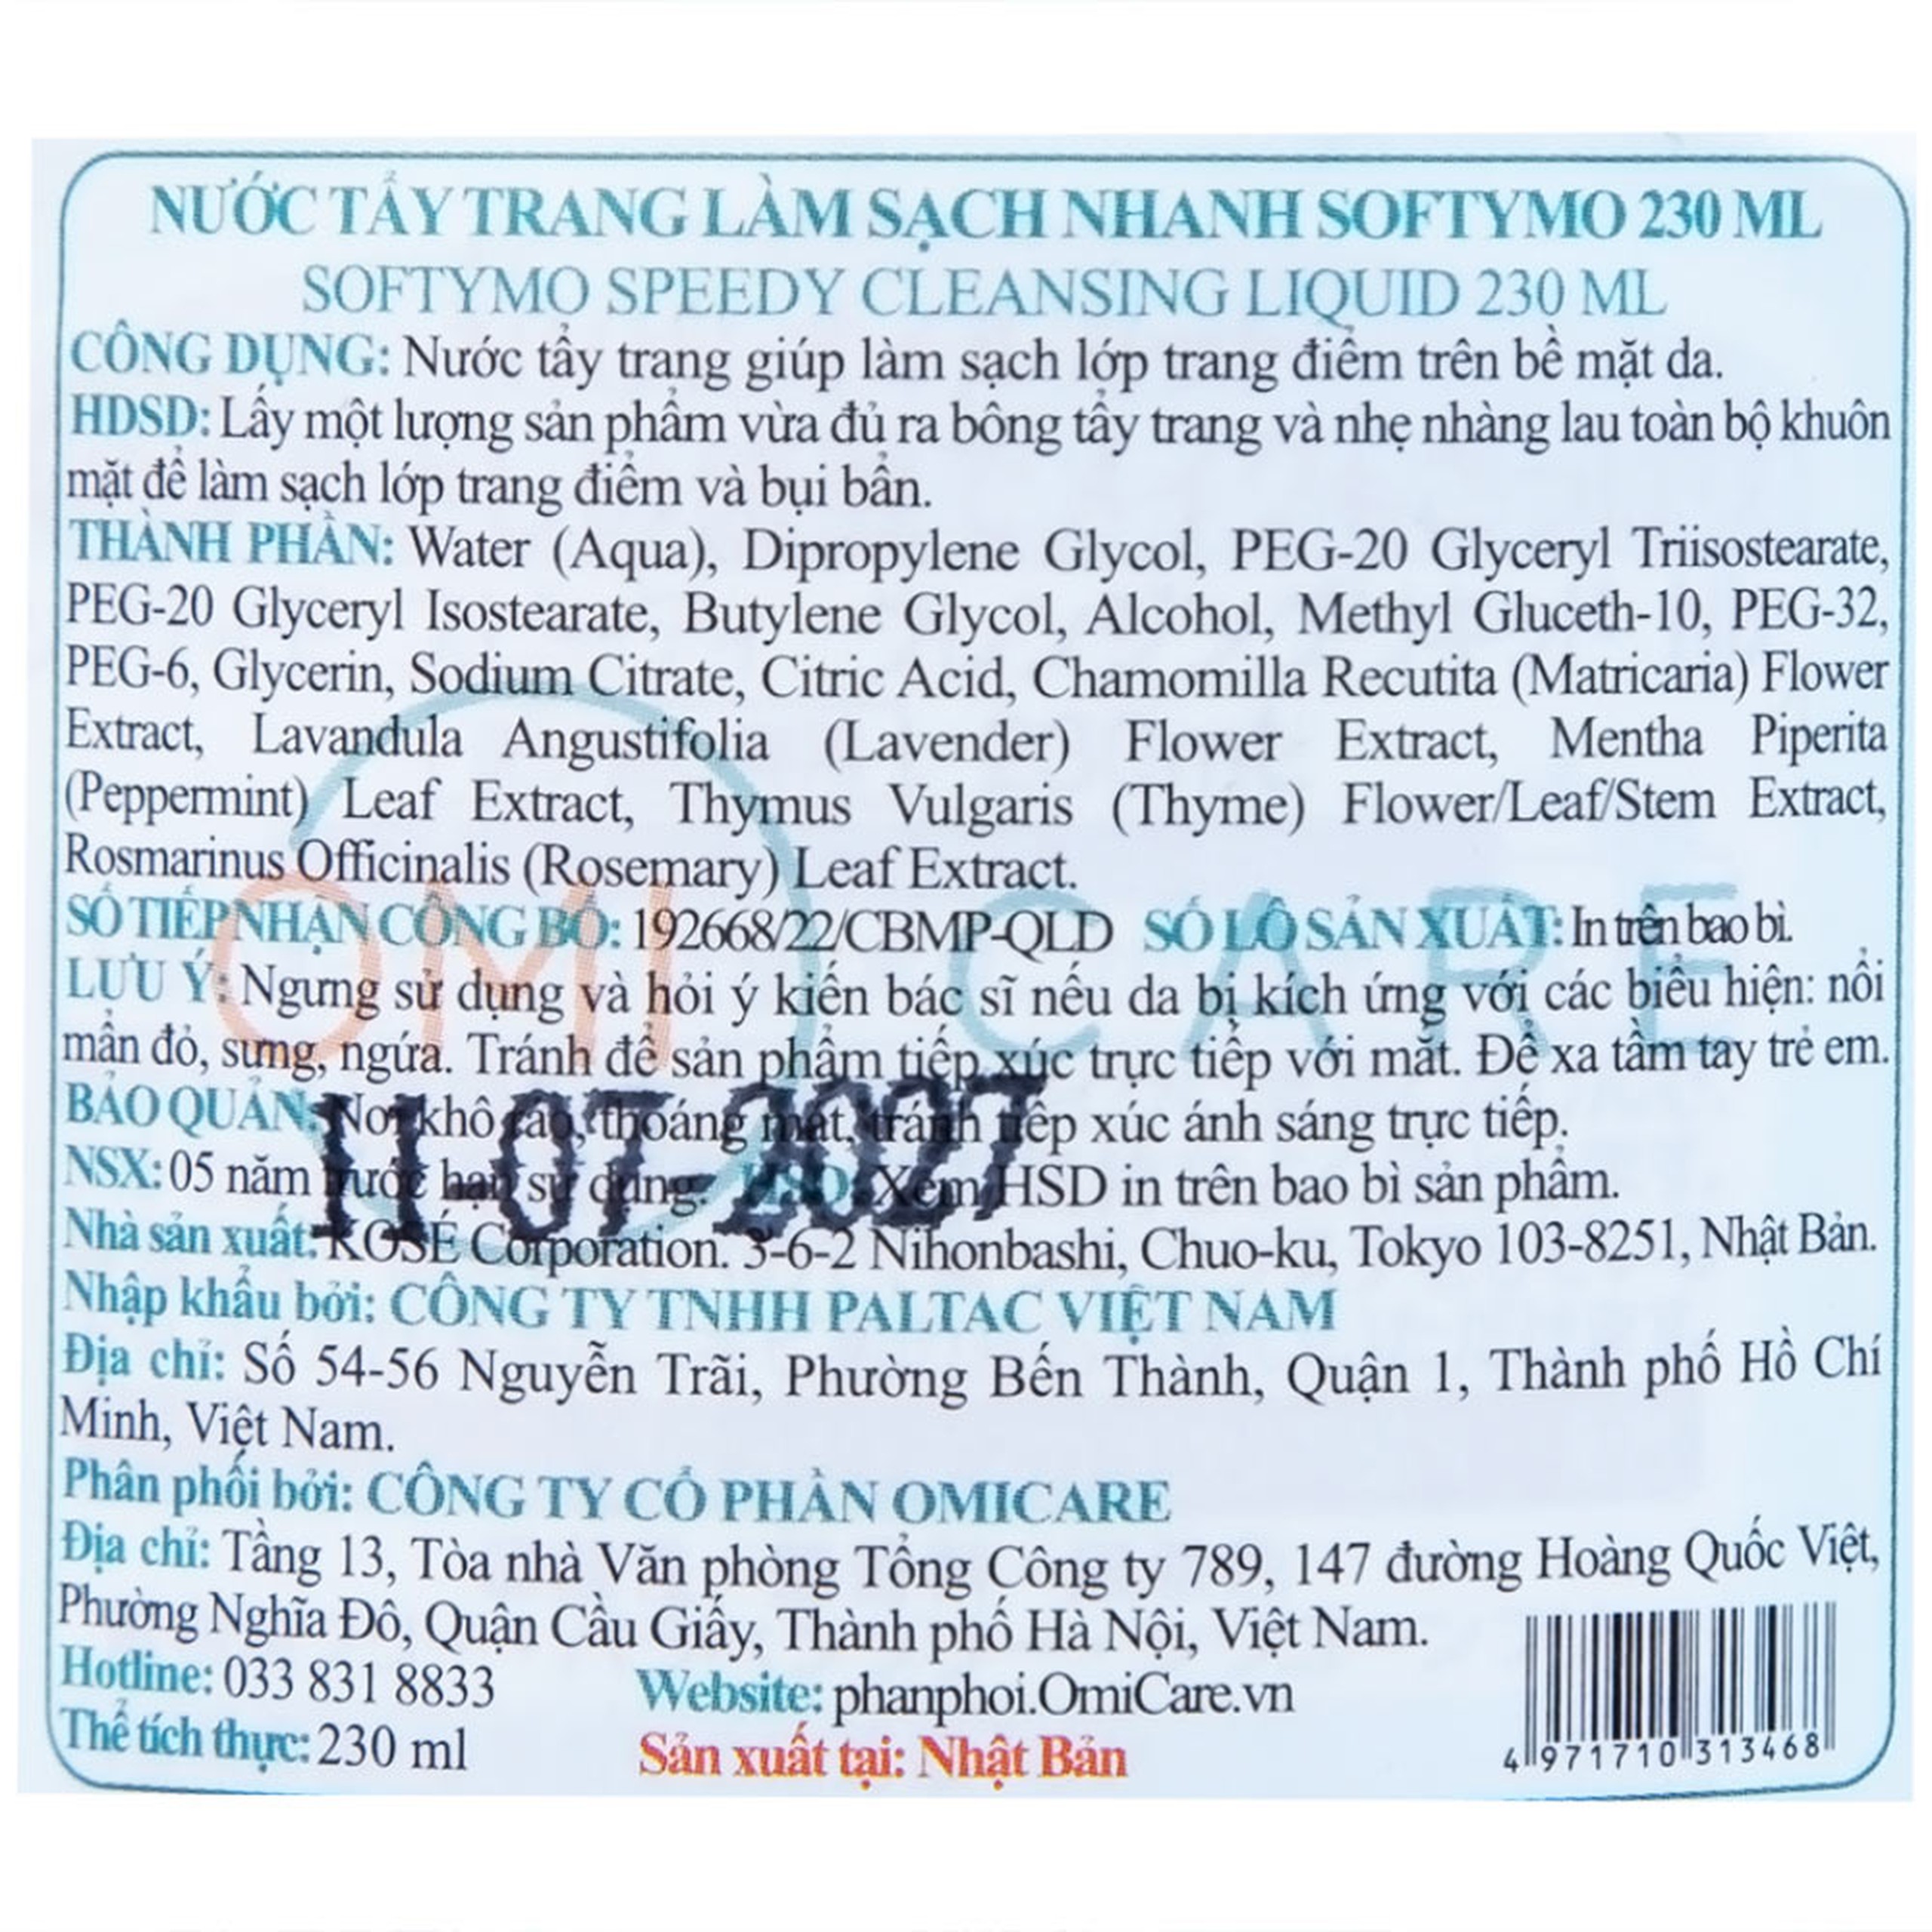 NƯỚC TẨY TRANG LÀM SẠCH NHANH SOFTYMO 230 ML
SOFTYMO SPEEDY CLEANSING LIQUID 230 ML
CÔNG DỤNG: Nước tẩy trang giúp làm sạch lớp trang điểm trên bề mặt da.
HDSD: Lấy một lượng sản phẩm vừa đủ ra bông tẩy trang và nhẹ nhàng lau toàn bộ khuôn
mặt để làm sạch lớp trang điểm và bụi bẩn.
THÀNH PHẦN: Water (Aqua), Dipropylene Glycol, PEG-20 Glyceryl Triisostearate,
PEG-20 Glyceryl Isostearate, Butylene Glycol, Alcohol, Methyl Gluceth-10, PEG-32,
PEG-6, Glycerin, Sodium Citrate, Citric Acid, Chamomilla Recutita (Matricaria) Flower
Extract, Lavandula Angustifolia (Lavender) Flower Extract, Mentha Piperita
(Peppermint) Leaf Extract, Thymus Vulgaris (Thyme) Flower/Leaf/Stem Extract,
Rosmarinus Officinalis (Rosemary) Leaf Extract.
SỐ TIẾP NHẬN CÔNG BỐ: 192668/22/CBMP-QLD SỐ LÔ SẢN XUẤT: In trên bao bì.
OMI CARE
LƯU Ý: Ngưng sử dụng và hỏi ý kiến bác sĩ nếu da bị kích ứng với các biểu hiện: nổi
mẩn đỏ, sưng, ngứa. Tránh để sản phẩm tiếp xúc trực tiếp với mắt. Để xa tầm tay trẻ em.
BẢO QUẢN: Nơi khô ráo, thoáng mát, tránh tiếp xúc ánh sáng trực tiếp.
11-07-2027
NSX: 05 năm trước hạn sử dụng. HSD: Xem HSD in trên bao bì sản phẩm.
Nhà sản xuất: KOSÉ Corporation. 3-6-2 Nihonbashi, Chuo-ku, Tokyo 103-8251, Nhật Bản.
Nhập khẩu bởi: CÔNG TY TNHH PALTAC VIỆT NAM
Địa chỉ: Số 54-56 Nguyễn Trãi, Phường Bến Thành, Quận 1, Thành phố Hồ Chí
Minh, Việt Nam.
Phân phối bởi: CÔNG TY CỔ PHẦN OMICARE
Địa chỉ: Tầng 13, Tòa nhà Văn phòng Tổng Công ty 789, 147 đường Hoàng Quốc Việt,
Phường Nghĩa Đô, Quận Cầu Giấy, Thành phố Hà Nội, Việt Nam.
Hotline: 033 831 8833 Website: phanphoi.OmiCare.vn
Thể tích thực: 230 ml Sản xuất tại: Nhật Bản
4 971710 313468